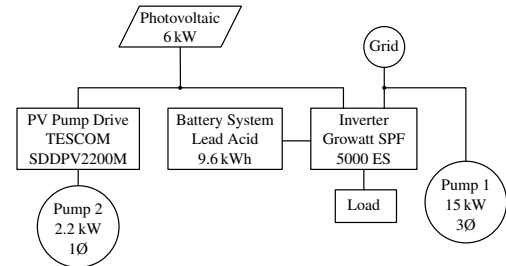 Photovoltaic
6 kW
Grid
PV Pump Drive
TESCOM
SDDPV2200M
Battery System
Lead Acid
9.6 kWh
Inverter
Growatt SPF
5000 ES
Load
Pump 1
15 kW
3Ø
Pump 2
2.2 kW
1Ø